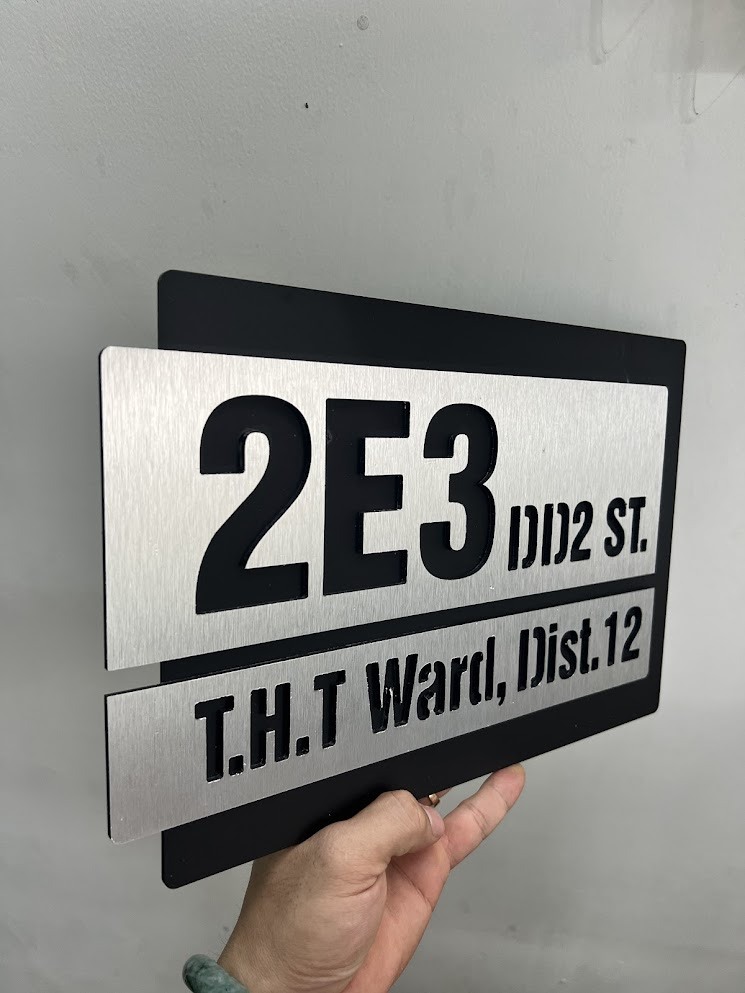 2E3 DD2 ST.
T.H.T Ward, Dist.12